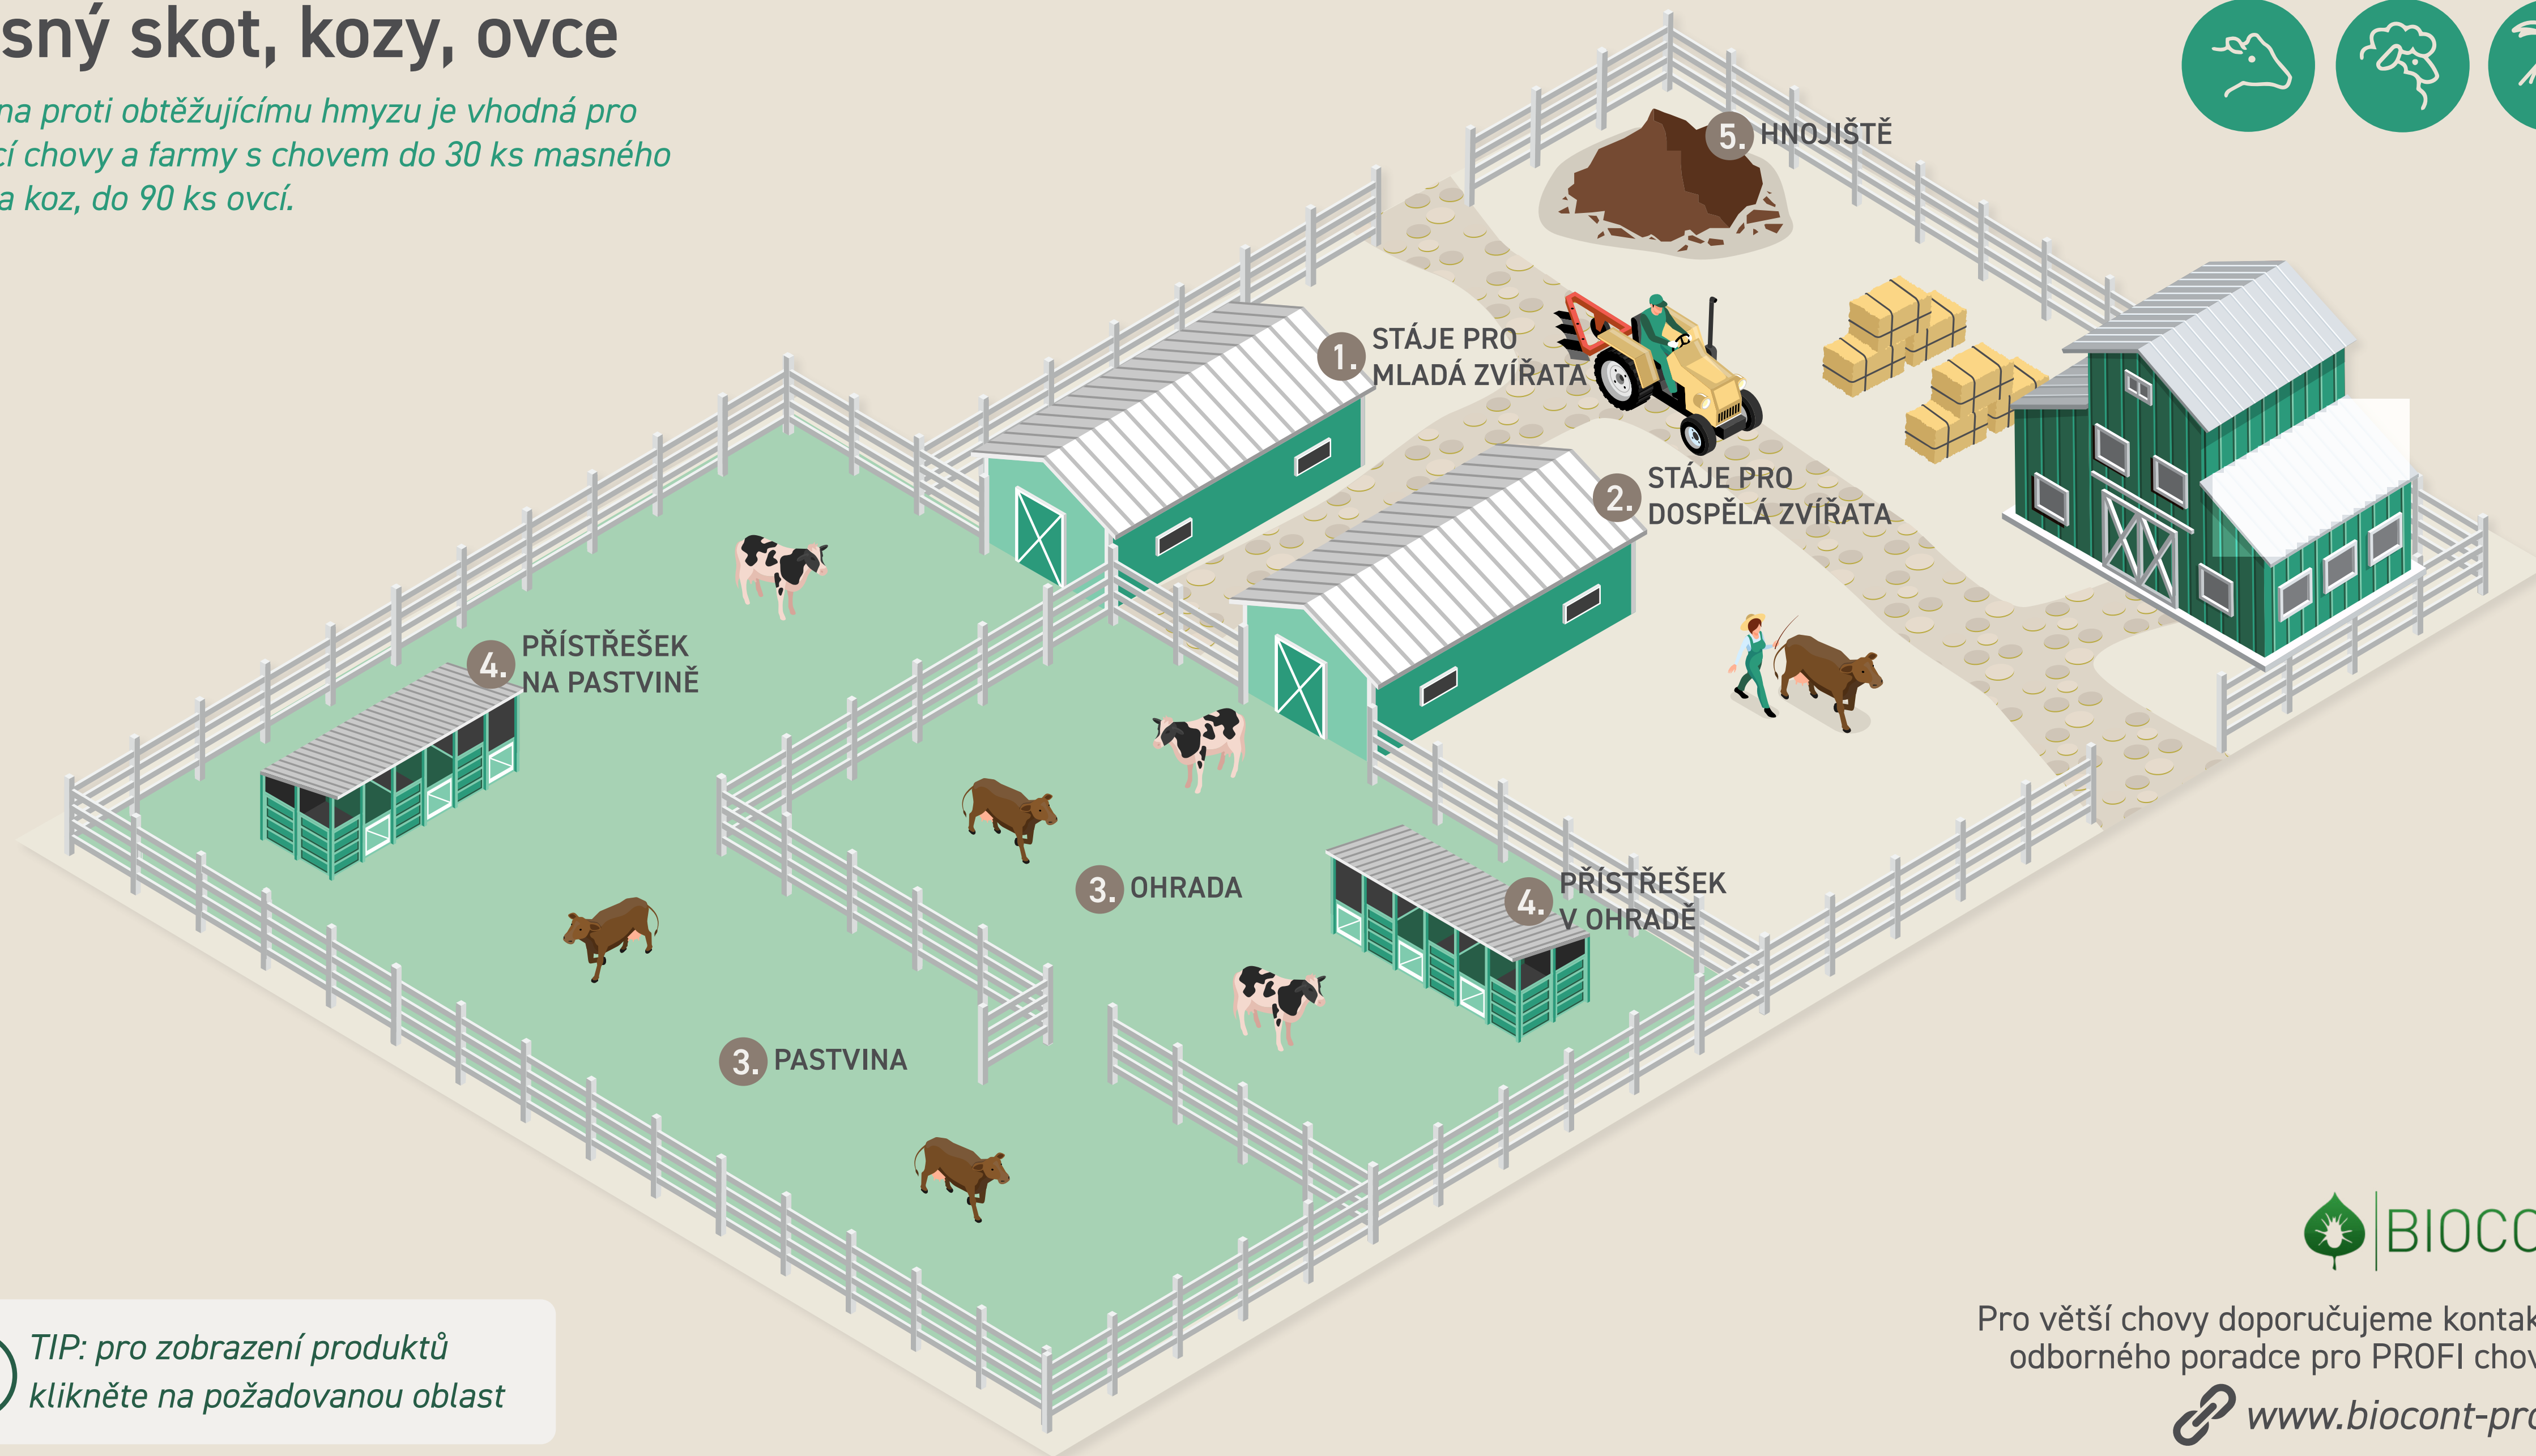 sný skot, kozy, ovce
na proti obtěžujícímu hmyzu je vhodná pro
cí chovy a farmy s chovem do 30 ks masného
a koz, do 90 ks ovcí.
5. HNOJIŠTĚ
1. STÁJE PRO
MLADÁ ZVÍŘATA
2. STÁJE PRO
DOSPĚLÁ ZVÍŘATA
4. PŘÍSTŘEŠEK
NA PASTVINĚ
3. OHRADA
4. PŘÍSTŘEŠEK
V OHRADĚ
3. PASTVINA
TIP: pro zobrazení produktů
klikněte na požadovanou oblast
BIOCO
Pro větší chovy doporučujeme kontak
odborného poradce pro PROFI chov
www.biocont-pro